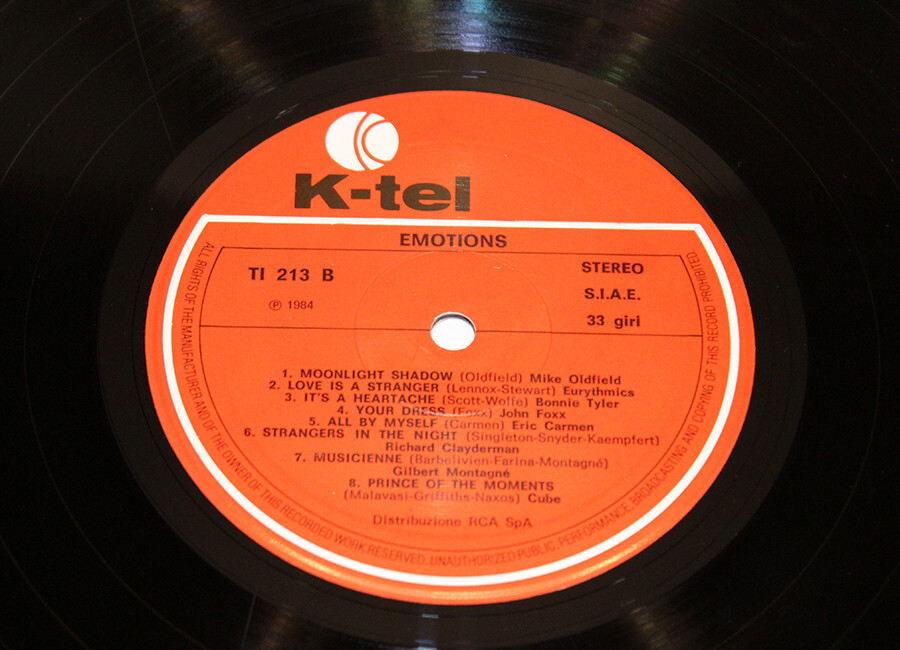 K-tel
EMOTIONS
TI 213 B
STEREO
℗ 1984
S.I.A.E.
33 giri
1. MOONLIGHT SHADOW (Oldfield) Mike Oldfield
2. LOVE IS A STRANGER (Lennox-Stewart) Eurythmics
3. IT'S A HEARTACHE (Scott-Wolfe) Bonnie Tyler
4. YOUR DRESS (Foxx) John Foxx
5. ALL BY MYSELF (Carmen) Eric Carmen
6. STRANGERS IN THE NIGHT (Singleton-Snyder-Kaempfert)
Richard Clayderman
7. MUSICIENNE (Barbelivien-Farina-Montagné)
Gilbert Montagné
8. PRINCE OF THE MOMENTS
(Malavasi-Griffiths-Naxos) Cube
Distribuzione RCA SpA
ALL RIGHTS OF THE MANUFACTURER AND OF THE OWNER OF THIS RECORDED WORK RESERVED. UNAUTHORIZED PUBLIC, PERFORMANCE, BROADCASTING AND COPYING OF THIS RECORD PROHIBITED.